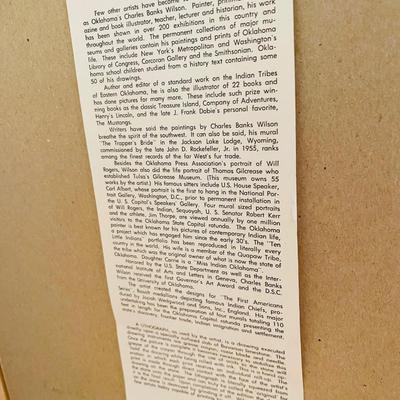 Few other artists have become so
as Oklahoma's Charles Banks Wilson. Painter,
azine and book illustrator, teacher, lecturer and historian, his work
has been shown in over 200 exhibitions in this country and
throughout the world. The permanent collections of major mu-
seums and galleries contain his paintings and prints of Oklahoma
life. These include New York's Metropolitan and Washington's
Library of Congress, Corcoran Gallery and the Smithsonian. Okla-
homa school children studied from a history text containing some
50 of his drawings.
Author and editor of a standard work on the Indian Tribes
of Eastern Oklahoma, he is also the illustrator of 22 books and
has done pictures for many more. These include such prize win-
ning books as the classic Treasure Island, Company of Adventures,
Henry's Lincoln, and the late J. Frank Dobie's personal favorite,
The Mustangs.
Writers have said the paintings by Charles Banks Wilson
breathe the spirit of the southwest. It can also be said, his mural
"The Trapper's Bride" in the Jackson Lake Lodge, Wyoming,
commissioned by the late John D. Rockefeller, Jr. in 1955, ranks
among the finest records of the far West's fur trade.
Besides the Oklahoma Press Association's portrait of Will
Rogers, Wilson also did the life portrait of Thomas Gilcrease who
established Tulsa's Gilcrease Museum. (This museum owns 55
works by the artist.) His famous sitters include U.S. House Speaker,
Carl Albert, whose portrait is the first to hang in the National Por-
trait Gallery, Washington, D.C., prior to permanent installation in
the U. S. Capitol's Speakers' Gallery. Four mural sized portraits
of Will Rogers, the Indian, Sequoyah, U. S. Senator Robert Kerr
and the athlete, Jim Thorpe, are viewed annually by one million
visitors to the Oklahoma State Capitol rotunda. The Oklahoma
painter is best known for his pictures of contemporary Indian life,
a project which has engaged him since the early 30's. The "Ten
Little Indians" portfolio has been reproduced in literally every
country in the world. His wife is a member of the Quapaw Tribe,
the tribe which was the original owner of what is now the state of
Oklahoma. Daughter Carrie is a "Miss Indian Oklahoma".
Honored by the U.S. State Department as well as the Inter-
national Institute of Arts and Letters in Geneva, Charles Banks
Wilson received the first Governor's Art Award and the D.S.C.
from the University of Oklahoma.
The artist created the designs for "The First Americans
Series", Basalt medallions depicting famous Indian Chiefs, pro-
duced by Josiah Wedgwood and Sons, Inc., England. His major
undertaking has been the preparation of four murals totaling 110
feet in length for the Oklahoma Capitol rotunda presenting the
state's discovery, frontier trade, Indian immigration and settlement.
A LITHOGRAPH, as used by the artist, is a drawing executed